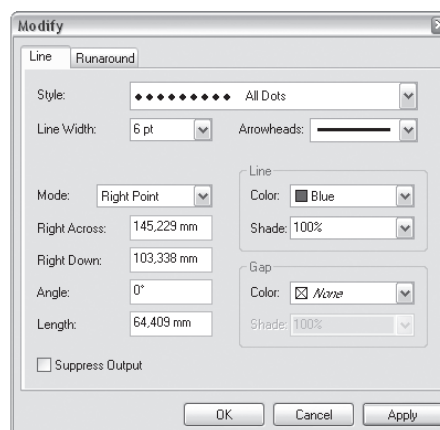 Modify
Line Runaround
Style: All Dots
Line Width: 6 pt Arrowheads:
Line
Mode: Right Point Color: Blue
Right Across: 145,229 mm Shade: 100%
Right Down: 103,338 mm
Gap
Angle: 0° Color: None
Length: 64,409 mm Shade: 100%
Suppress Output
OK Cancel Apply